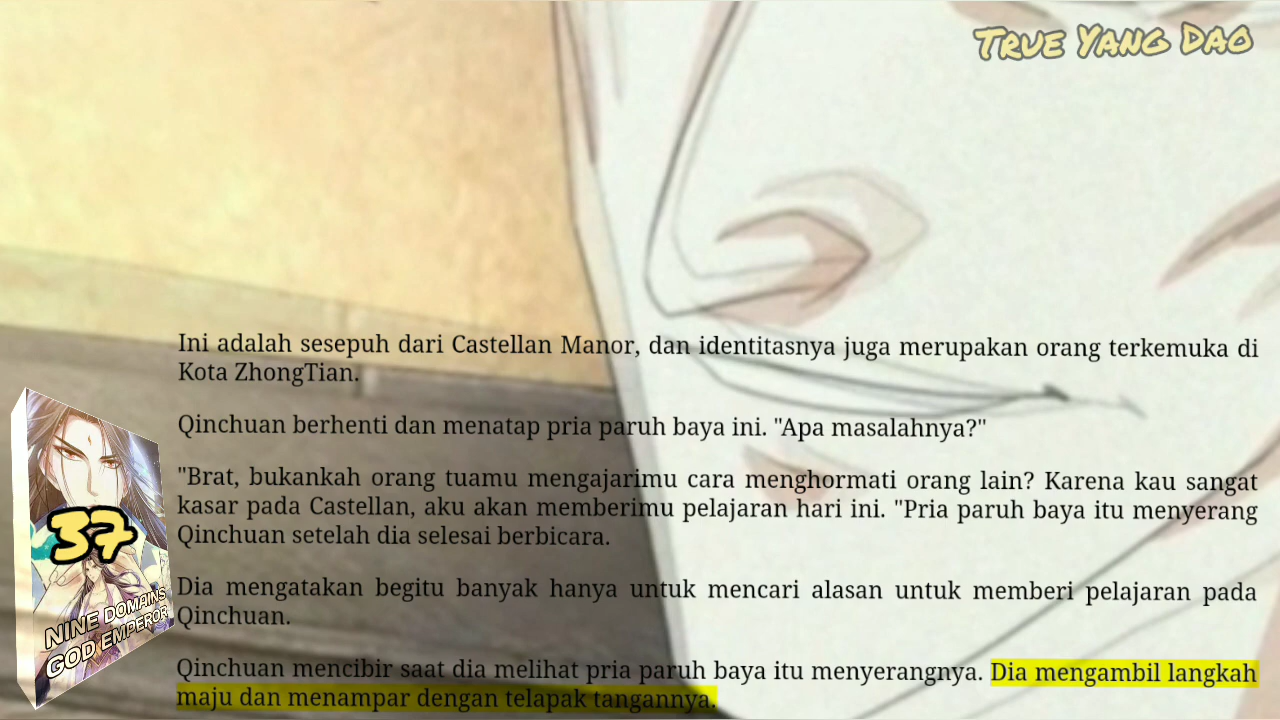 True Yang Dao
Ini adalah sesepuh dari Castellan Manor, dan identitasnya juga merupakan orang terkemuka di
Kota ZhongTian.
Qinchuan berhenti dan menatap pria paruh baya ini. "Apa masalahnya?"
"Brat, bukankah orang tuamu mengajarimu cara menghormati orang lain? Karena kau sangat
kasar pada Castellan, aku akan memberimu pelajaran hari ini. "Pria paruh baya itu menyerang
Qinchuan setelah dia selesai berbicara.
Dia mengatakan begitu banyak hanya untuk mencari alasan untuk memberi pelajaran pada
Qinchuan.
Qinchuan mencibir saat dia melihat pria paruh baya itu menyerangnya. Dia mengambil langkah
maju dan menampar dengan telapak tangannya.
37
NINE DOMAINS
GOD EMPEROR